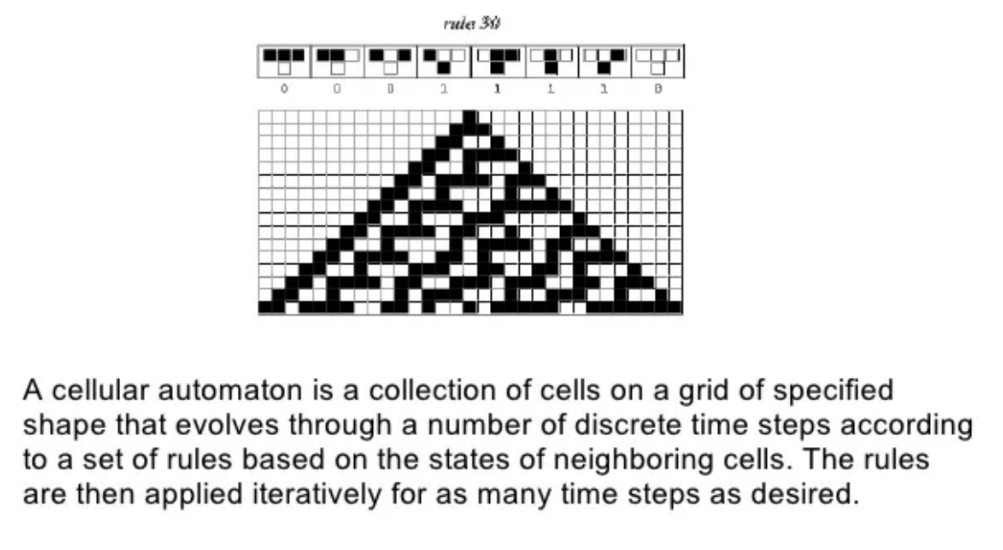 rule 30
0 0 0 1 1 1 1 0
A cellular automaton is a collection of cells on a grid of specified
shape that evolves through a number of discrete time steps according
to a set of rules based on the states of neighboring cells. The rules
are then applied iteratively for as many time steps as desired.